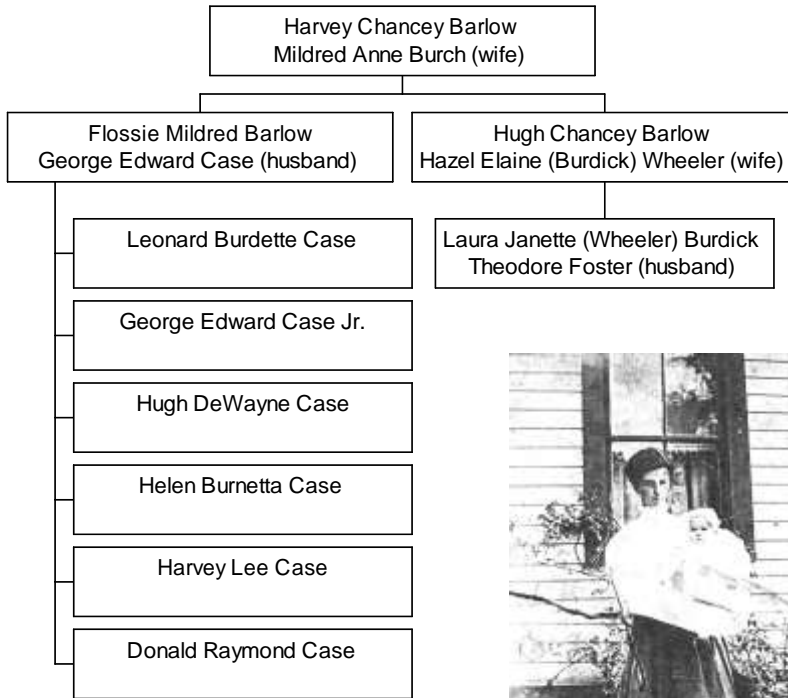 Harvey Chancey Barlow
Mildred Anne Burch (wife)
Flossie Mildred Barlow
George Edward Case (husband)
Hugh Chancey Barlow
Hazel Elaine (Burdick) Wheeler (wife)
Leonard Burdette Case
George Edward Case Jr.
Hugh DeWayne Case
Helen Burnetta Case
Harvey Lee Case
Donald Raymond Case
Laura Janette (Wheeler) Burdick
Theodore Foster (husband)